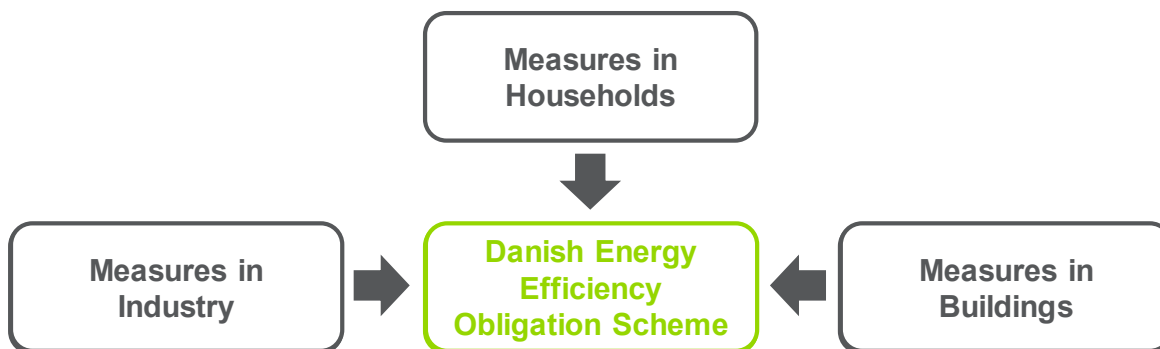 Measures in
Households
Measures in
Industry
Danish Energy
Efficiency
Obligation Scheme
Measures in
Buildings